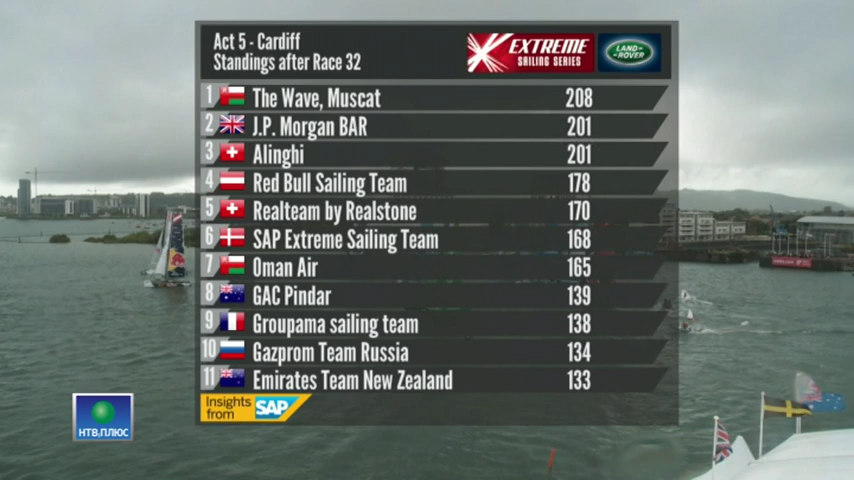 Act 5 - Cardiff
Standings after Race 32
EXTREME
SAILING SERIES
LAND-
ROVER
1 The Wave, Muscat 208
2 J.P. Morgan BAR 201
3 Alinghi 201
4 Red Bull Sailing Team 178
5 Realteam by Realstone 170
6 SAP Extreme Sailing Team 168
7 Oman Air 165
8 GAC Pindar 139
9 Groupama sailing team 138
10 Gazprom Team Russia 134
11 Emirates Team New Zealand 133
Insights
from SAP
НТВ.ПЛЮС